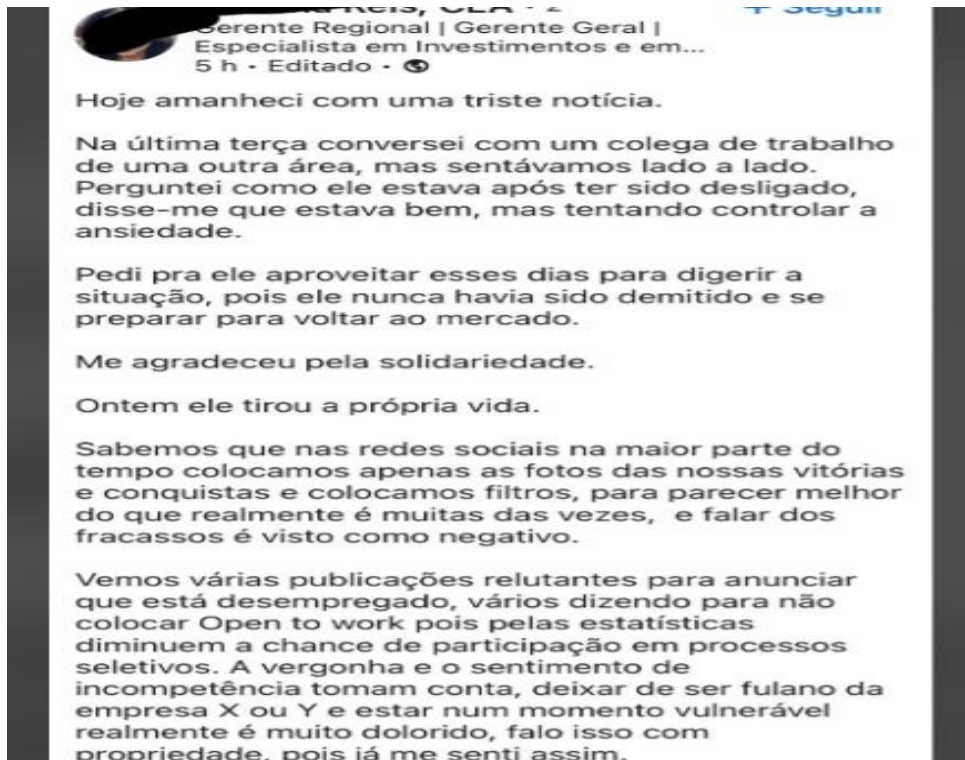 Reis, CEA • 2
+ Seguir
Gerente Regional | Gerente Geral |
Especialista em Investimentos e em...
5 h • Editado •
Hoje amanheci com uma triste notícia.
Na última terça conversei com um colega de trabalho
de uma outra área, mas sentávamos lado a lado.
Perguntei como ele estava após ter sido desligado,
disse-me que estava bem, mas tentando controlar a
ansiedade.
Pedi pra ele aproveitar esses dias para digerir a
situação, pois ele nunca havia sido demitido e se
preparar para voltar ao mercado.
Me agradeceu pela solidariedade.
Ontem ele tirou a própria vida.
Sabemos que nas redes sociais na maior parte do
tempo colocamos apenas as fotos das nossas vitórias
e conquistas e colocamos filtros, para parecer melhor
do que realmente é muitas das vezes,  e falar dos
fracassos é visto como negativo.
Vemos várias publicações relutantes para anunciar
que está desempregado, vários dizendo para não
colocar Open to work pois pelas estatísticas
diminuem a chance de participação em processos
seletivos. A vergonha e o sentimento de
incompetência tomam conta, deixar de ser fulano da
empresa X ou Y e estar num momento vulnerável
realmente é muito dolorido, falo isso com
propriedade, pois já me senti assim.